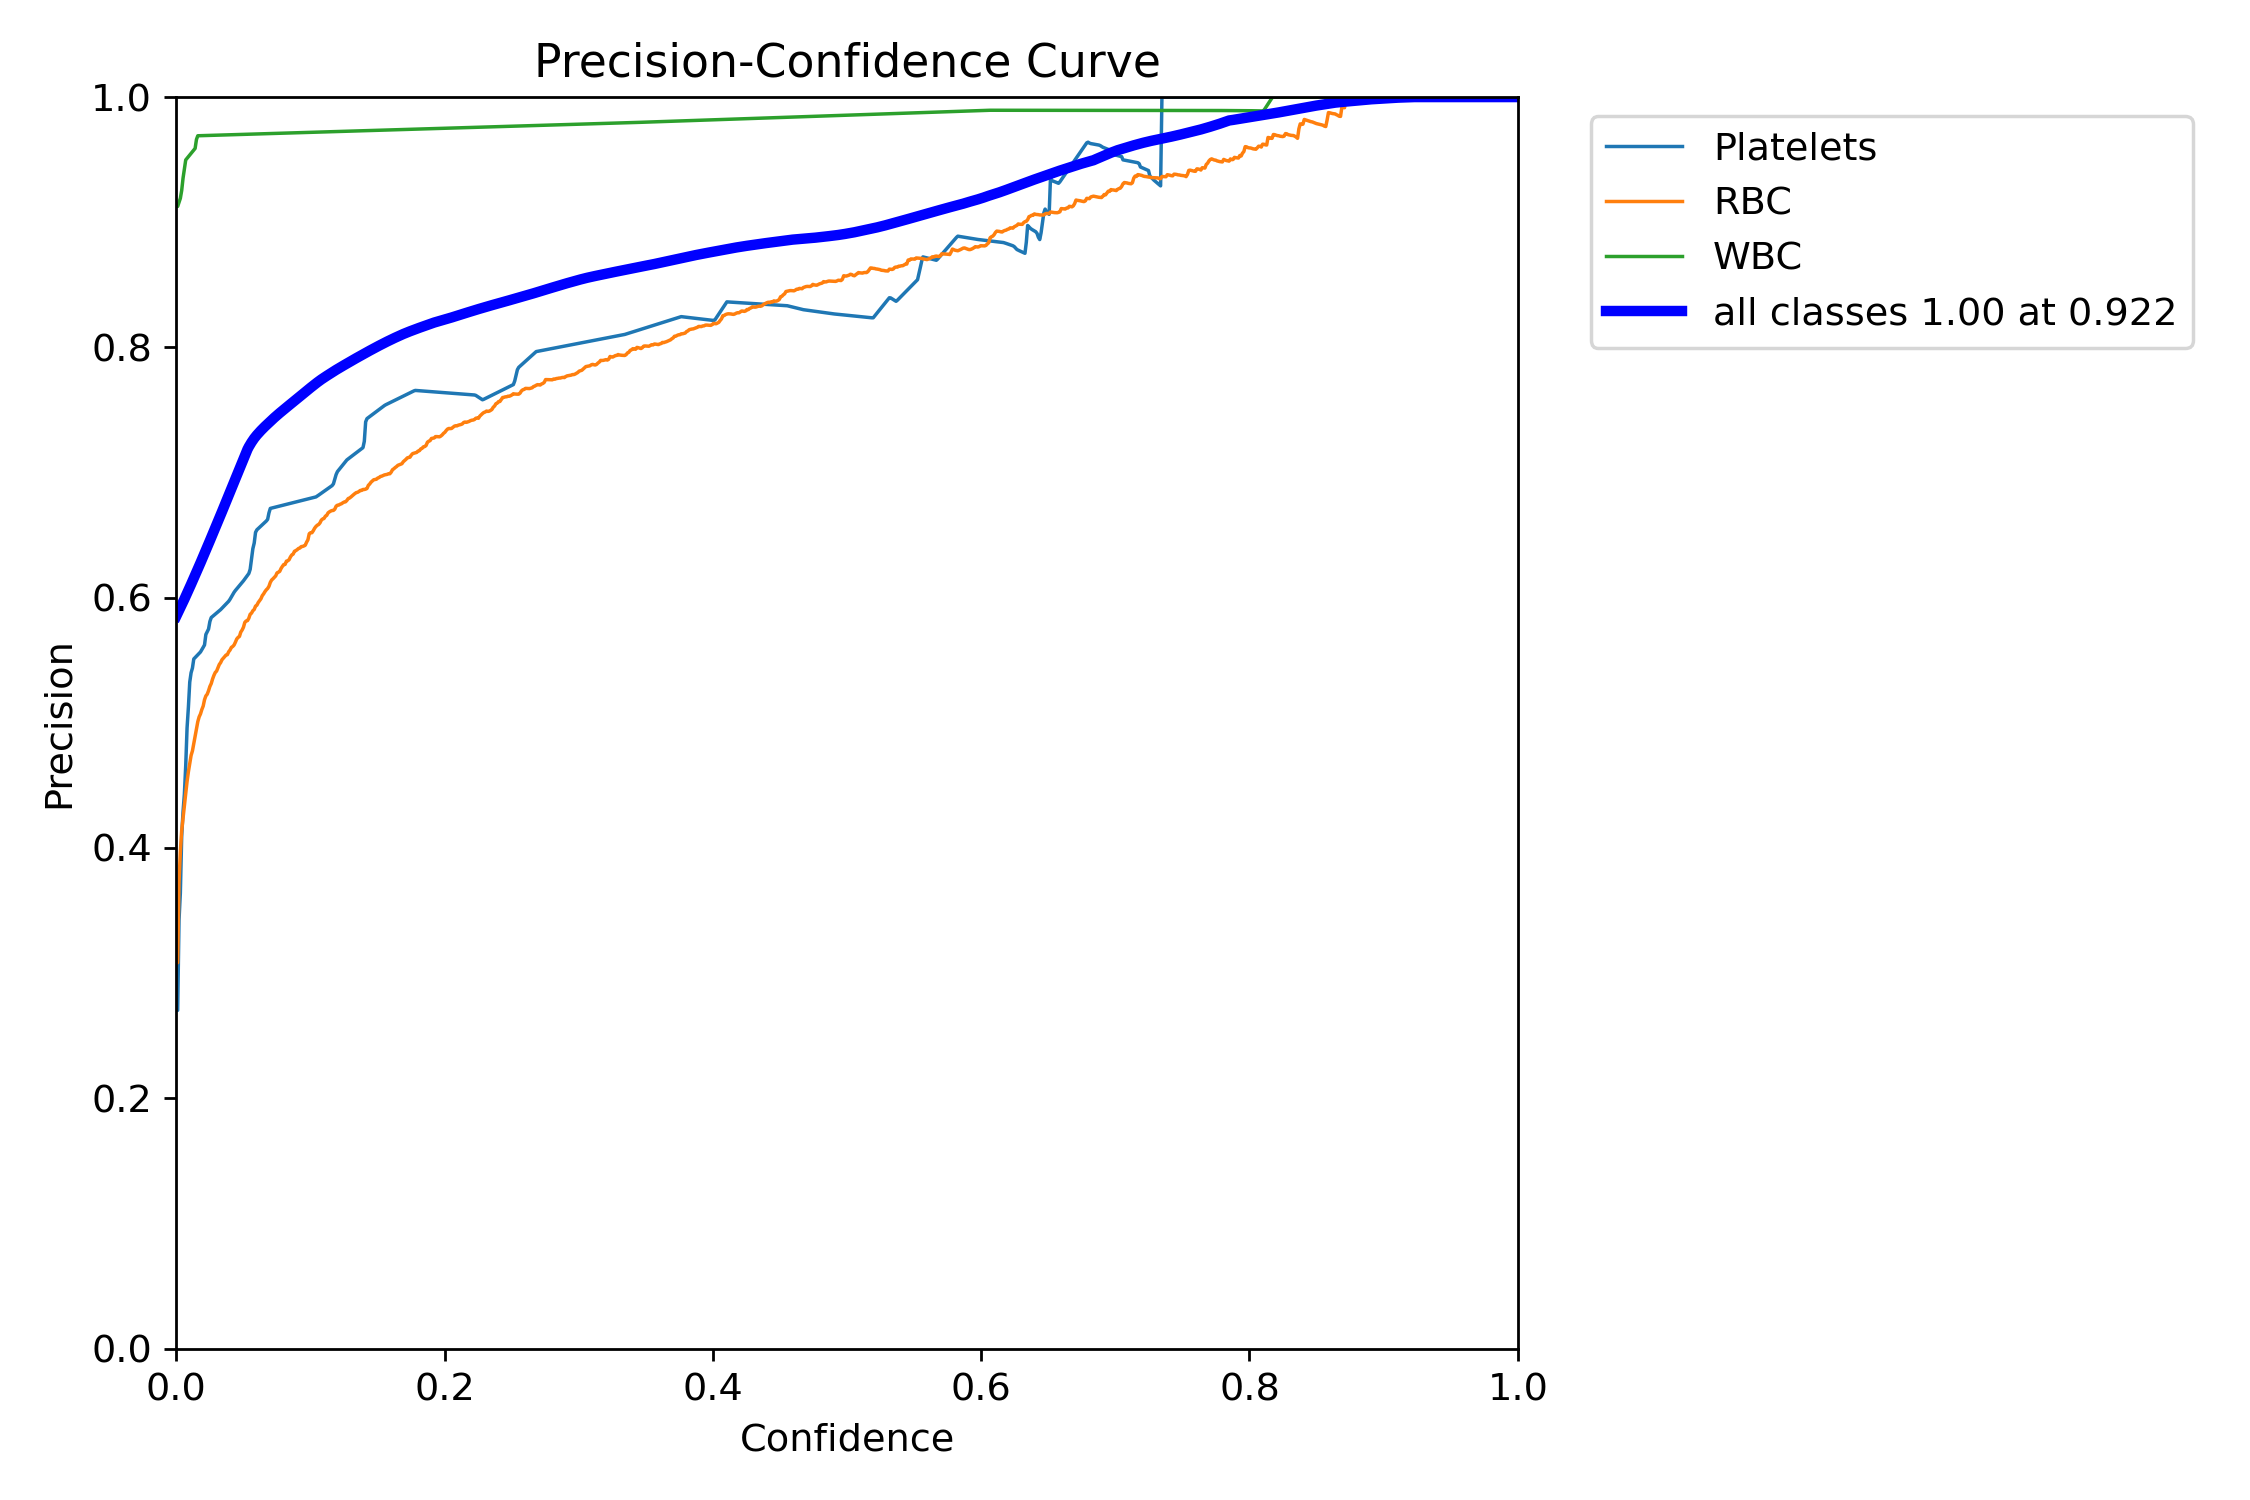 Precision-Confidence Curve
1.0
0.8
0.6
0.4
0.2
0.0
Precision
0.0 0.2 0.4 0.6 0.8 1.0
Confidence
Platelets
RBC
WBC
all classes 1.00 at 0.922